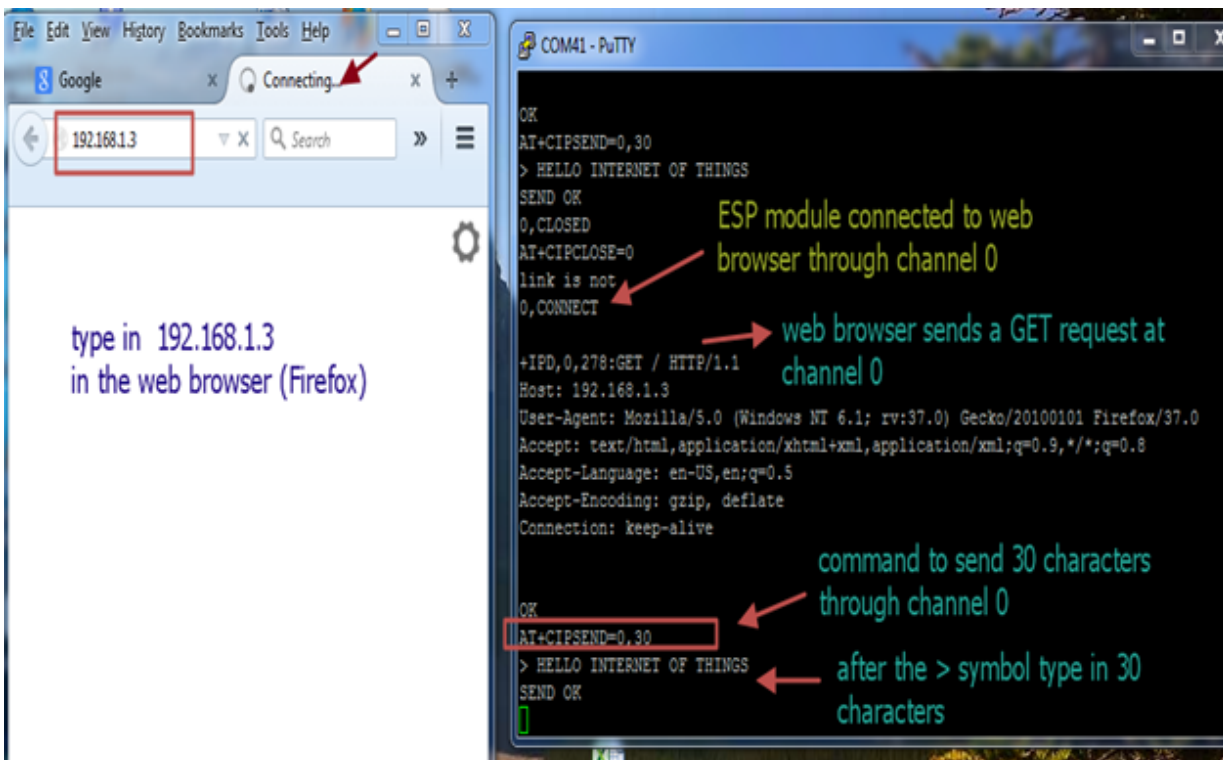 File Edit View History Bookmarks Tools Help
Google
Connecting...
192.168.1.3
Search
type in 192.168.1.3
in the web browser (Firefox)
COM41 - PuTTY
OK
AT+CIPSEND=0,30
> HELLO INTERNET OF THINGS
SEND OK
0,CLOSED
AT+CIPCLOSE=0
link is not
0,CONNECT
+IPD,0,278:GET / HTTP/1.1
Host: 192.168.1.3
User-Agent: Mozilla/5.0 (Windows NT 6.1; rv:37.0) Gecko/20100101 Firefox/37.0
Accept: text/html,application/xhtml+xml,application/xml;q=0.9,*/*;q=0.8
Accept-Language: en-US,en;q=0.5
Accept-Encoding: gzip, deflate
Connection: keep-alive
OK
AT+CIPSEND=0,30
> HELLO INTERNET OF THINGS
SEND OK
ESP module connected to web
browser through channel 0
web browser sends a GET request at
channel 0
command to send 30 characters
through channel 0
after the > symbol type in 30
characters